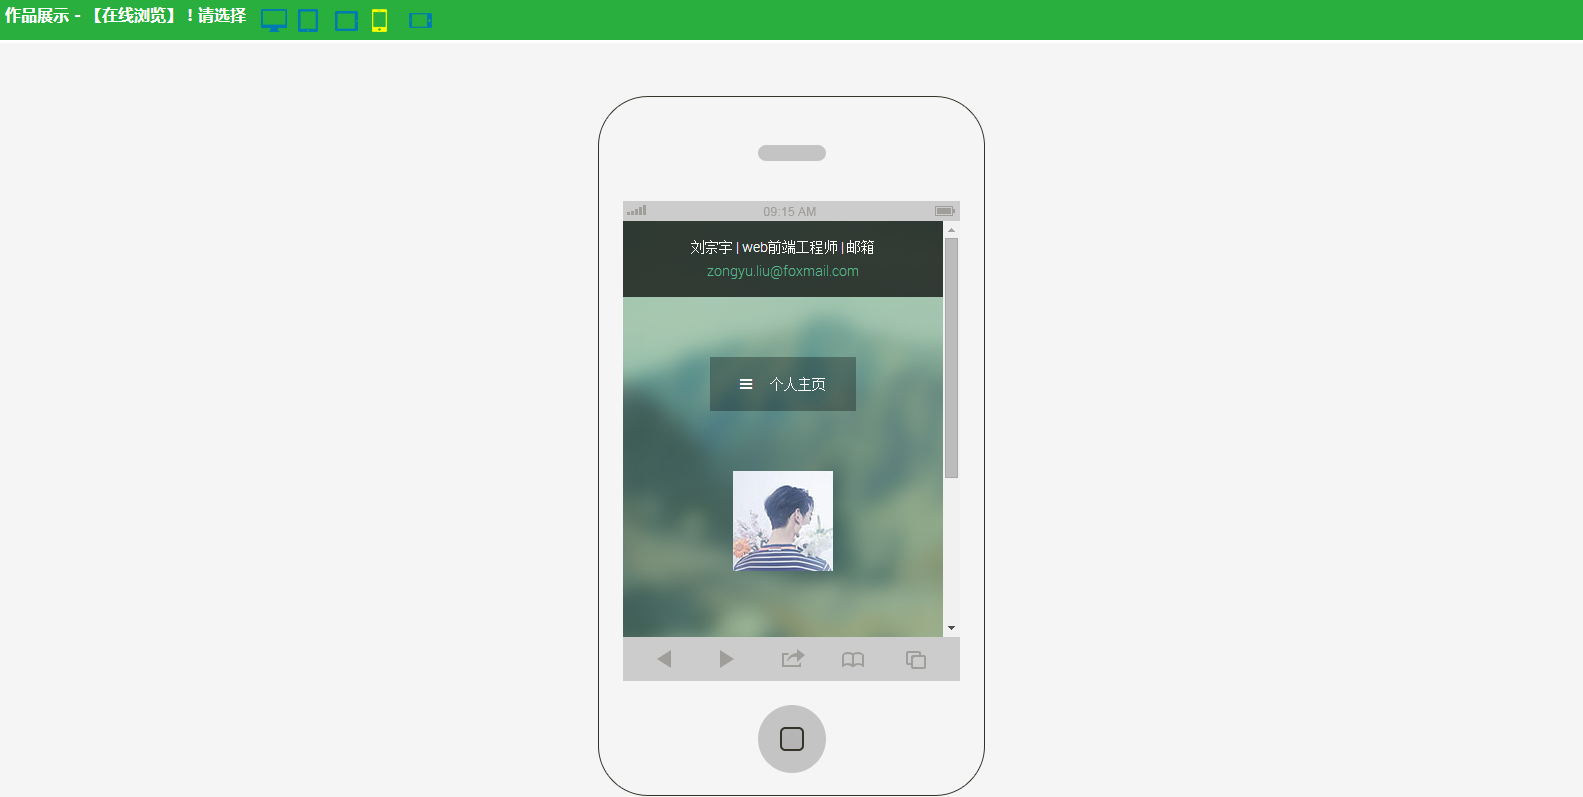 作品展示 - 【在线浏览】 ! 请选择
09:15 AM
刘宗宇 | web前端工程师 | 邮箱
zongyu.liu@foxmail.com
个人主页